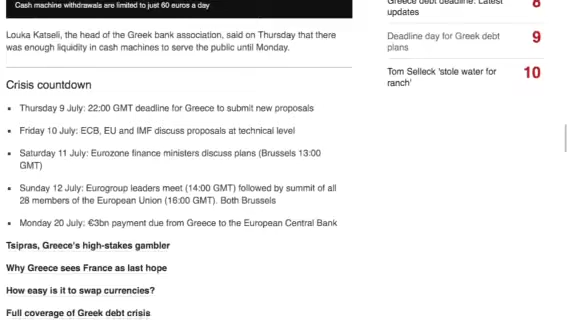 Cash machine withdrawals are limited to just 60 euros a day
Louka Katseli, the head of the Greek bank association, said on Thursday that there
was enough liquidity in cash machines to serve the public until Monday.
Crisis countdown
▪ Thursday 9 July: 22:00 GMT deadline for Greece to submit new proposals
▪ Friday 10 July: ECB, EU and IMF discuss proposals at technical level
▪ Saturday 11 July: Eurozone finance ministers discuss plans (Brussels 13:00
GMT)
▪ Sunday 12 July: Eurogroup leaders meet (14:00 GMT) followed by summit of all
28 members of the European Union (16:00 GMT). Both Brussels
▪ Monday 20 July: €3bn payment due from Greece to the European Central Bank
Tsipras, Greece's high-stakes gambler
Why Greece sees France as last hope
How easy is it to swap currencies?
Full coverage of Greek debt crisis
Greece debt deadline: Latest
updates
8
Deadline day for Greek debt
plans
9
Tom Selleck 'stole water for
ranch'
10